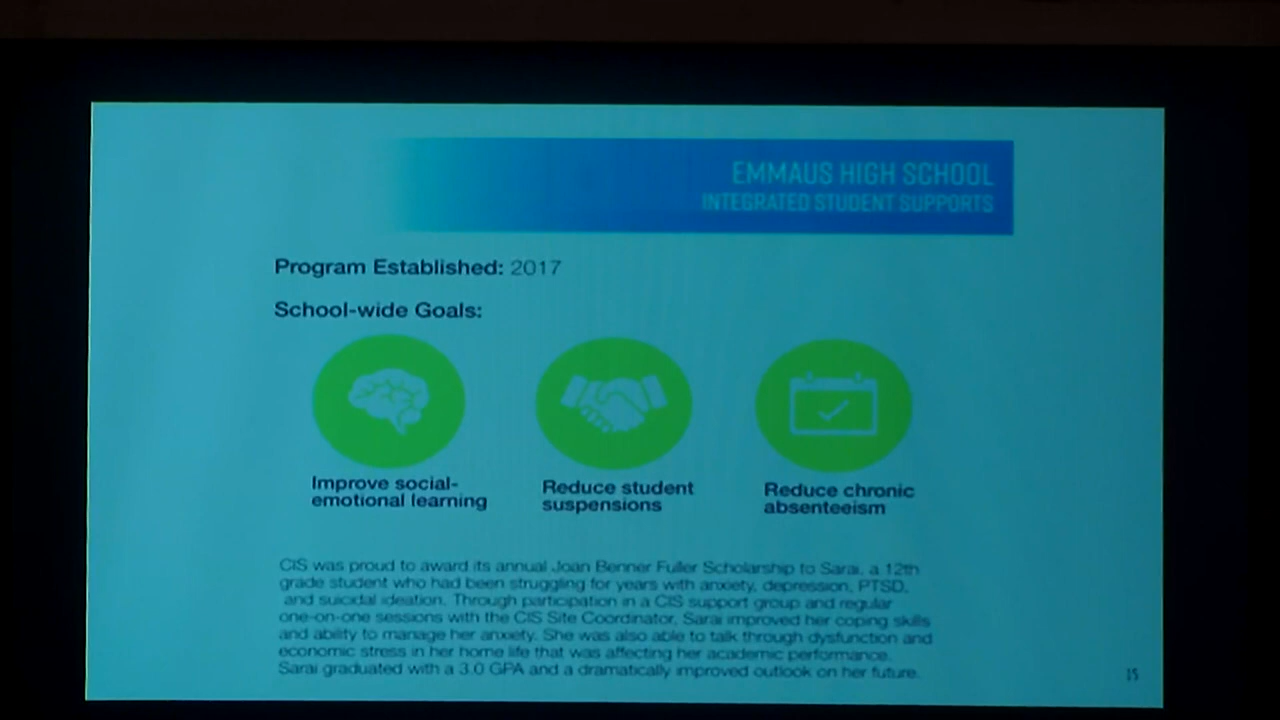 EMMAUS HIGH SCHOOL
INTEGRATED STUDENT SUPPORTS
Program Established: 2017
School-wide Goals:
Improve social-
emotional learning
Reduce student
suspensions
Reduce chronic
absenteeism
CIS was proud to award its annual Joan Benner Fuller Scholarship to Sarai, a 12th
grade student who had been struggling for years with anxiety, depression, PTSD,
and suicidal ideation. Through participation in a CIS support group and regular
one-on-one sessions with the CIS Site Coordinator, Sarai improved her coping skills
and ability to manage her anxiety. She was also able to talk through dysfunction and
economic stress in her home life that was affecting her academic performance.
Sarai graduated with a 3.0 GPA and a dramatically improved outlook on her future.
15